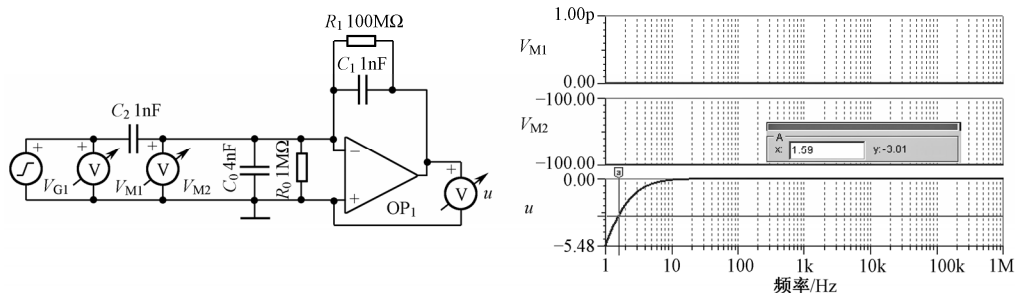 R1 100MΩ
C1 1nF
C2 1nF
+
+
+
+
VG1
VM1
VM2
V
V
V
C0 4nF
R0 1MΩ
−
+
OP1
u
1.00p
VM1
0.00
−100.00
VM2
−100.00
A
x: 1.59 y:-3.01
a
0.00
u
−5.48
1 10 100 1k 10k 100k 1M
频率/Hz